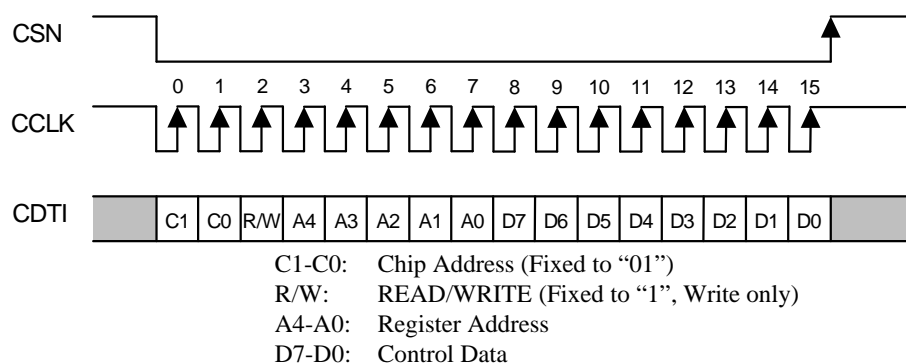 CSN
0 1 2 3 4 5 6 7 8 9 10 11 12 13 14 15
CCLK
CDTI C1 C0 R/W A4 A3 A2 A1 A0 D7 D6 D5 D4 D3 D2 D1 D0
C1-C0: Chip Address (Fixed to “01”)
R/W: READ/WRITE (Fixed to “1”, Write only)
A4-A0: Register Address
D7-D0: Control Data